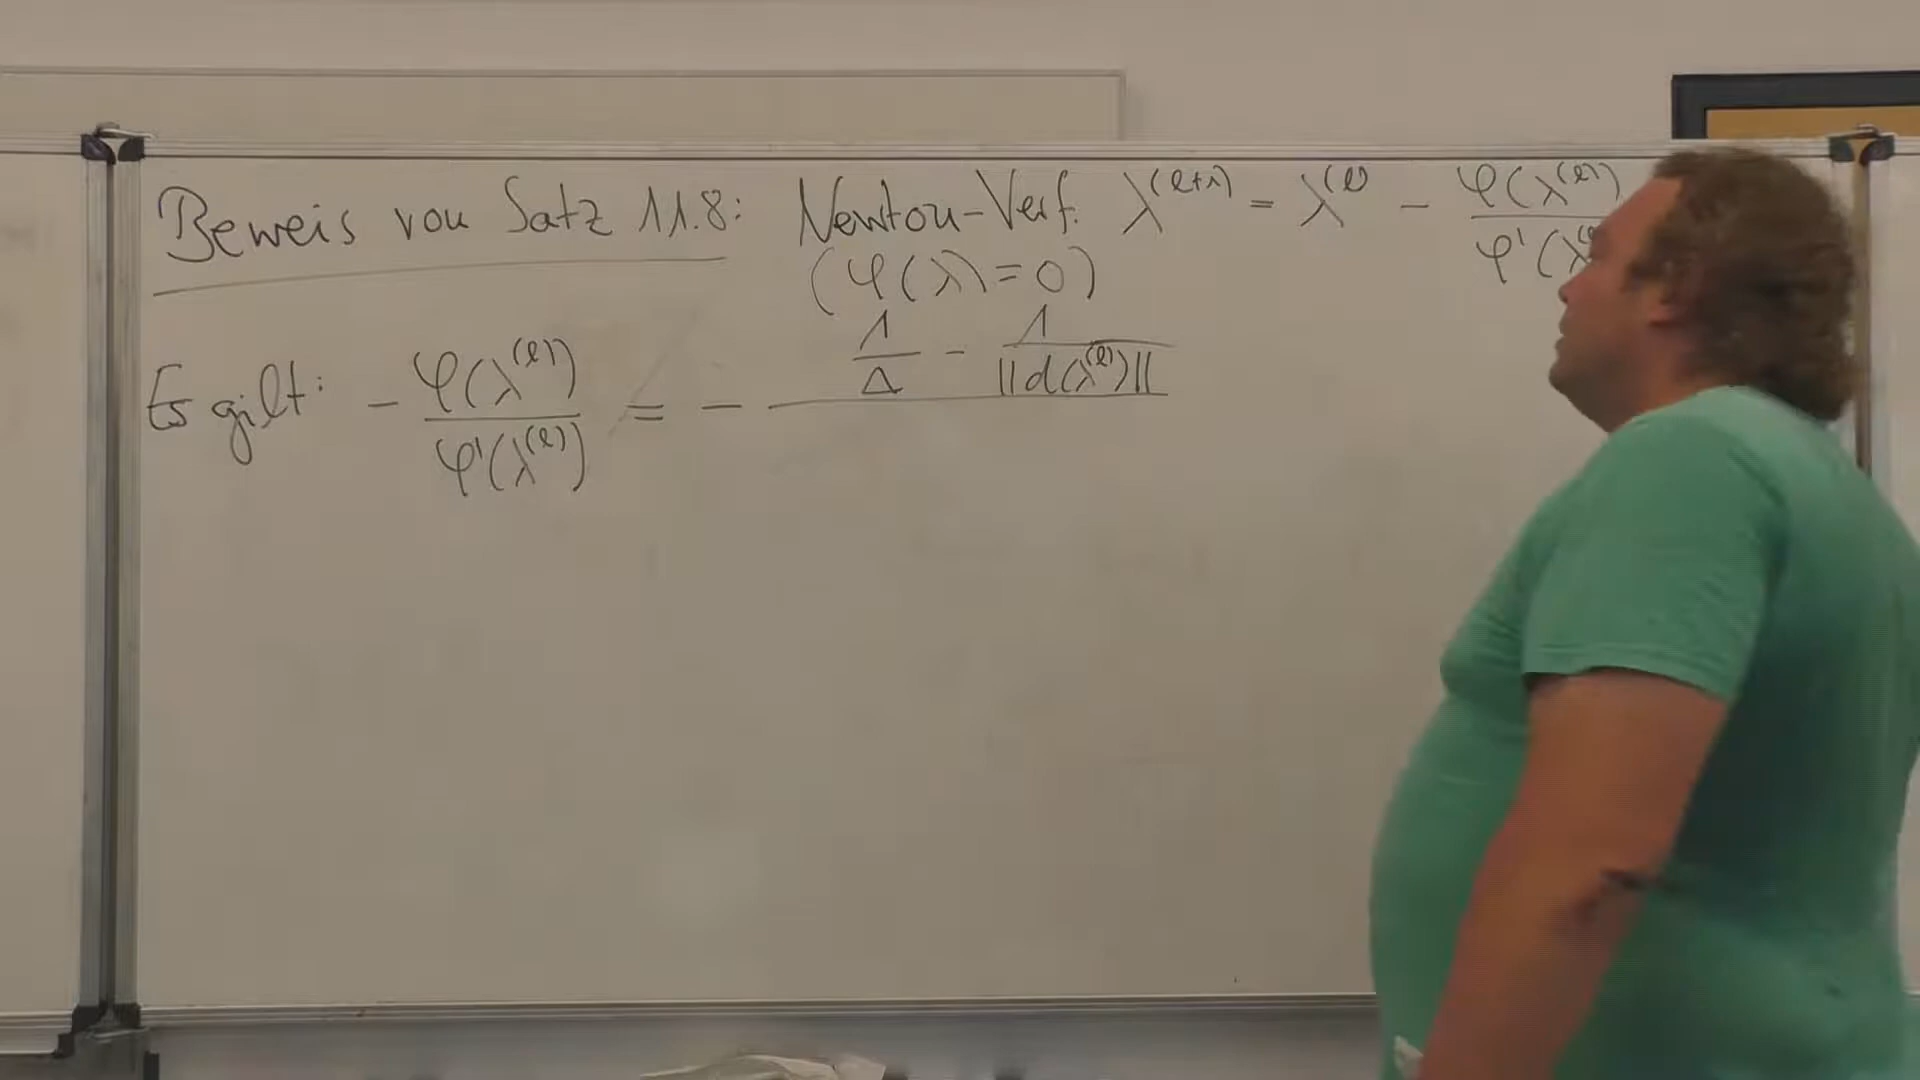 Beweis von Satz 11.8: Newton-Verf. λ^(ℓ+1) = λ^(ℓ) - φ(λ^(ℓ)) / φ'(λ
(φ(λ) = 0)
Es gilt: - φ(λ^(ℓ)) / φ'(λ^(ℓ)) = - 1/Δ - 1/||d(λ^(ℓ))||